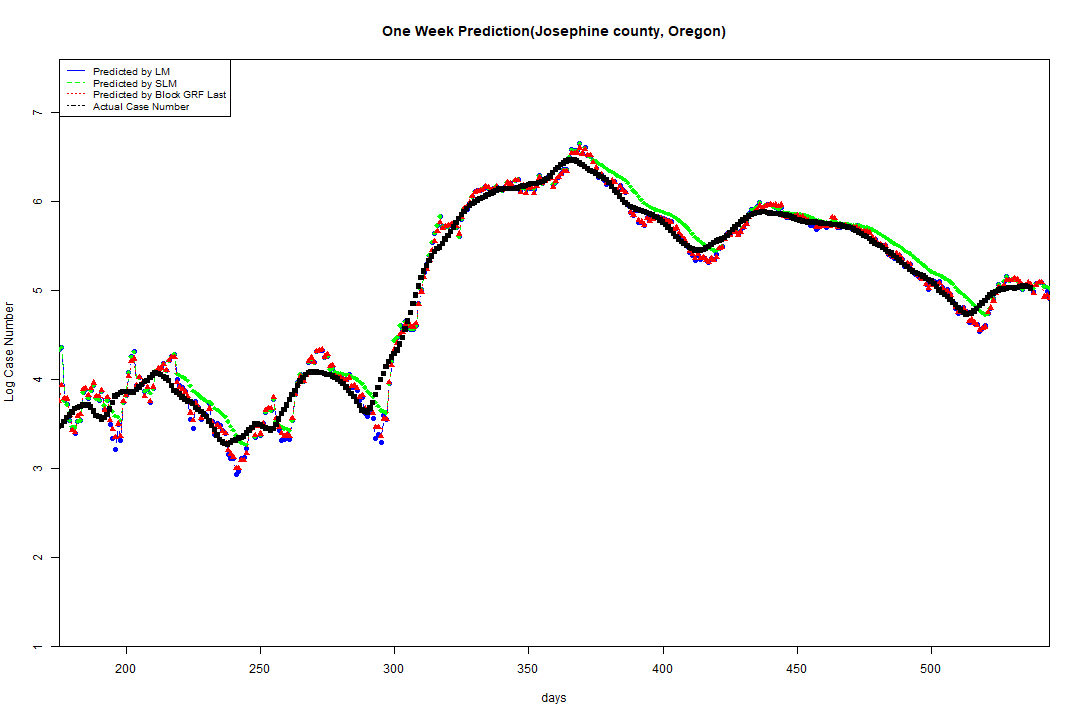 One Week Prediction(Josephine county, Oregon)
Predicted by LM
Predicted by SLM
Predicted by Block GRF Last
Actual Case Number
7
6
5
4
3
2
1
Log Case Number
200 250 300 350 400 450 500
days